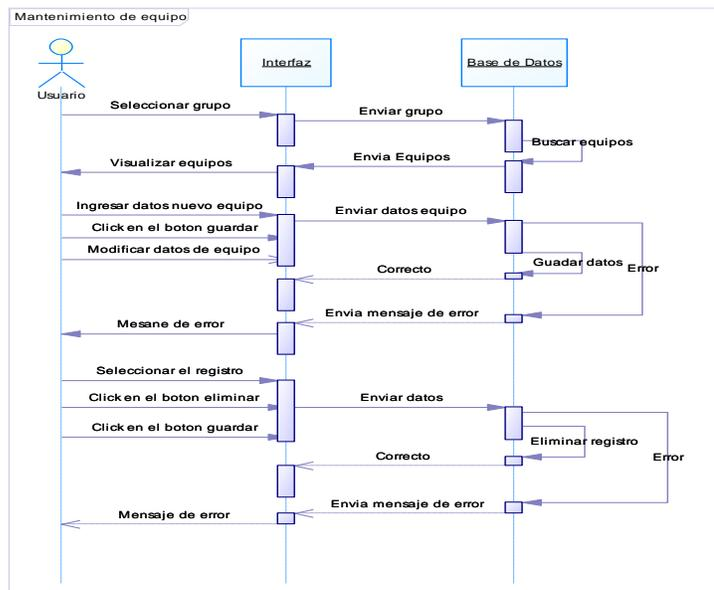 Mantenimiento de equipo
Usuario
Interfaz
Base de Datos
Seleccionar grupo
Enviar grupo
Buscar equipos
Envia Equipos
Visualizar equipos
Ingresar datos nuevo equipo
Enviar datos equipo
Click en el boton guardar
Modificar datos de equipo
Guadar datos
Error
Correcto
Envia mensaje de error
Mesane de error
Seleccionar el registro
Click en el boton eliminar
Enviar datos
Click en el boton guardar
Eliminar registro
Error
Correcto
Envia mensaje de error
Mensaje de error